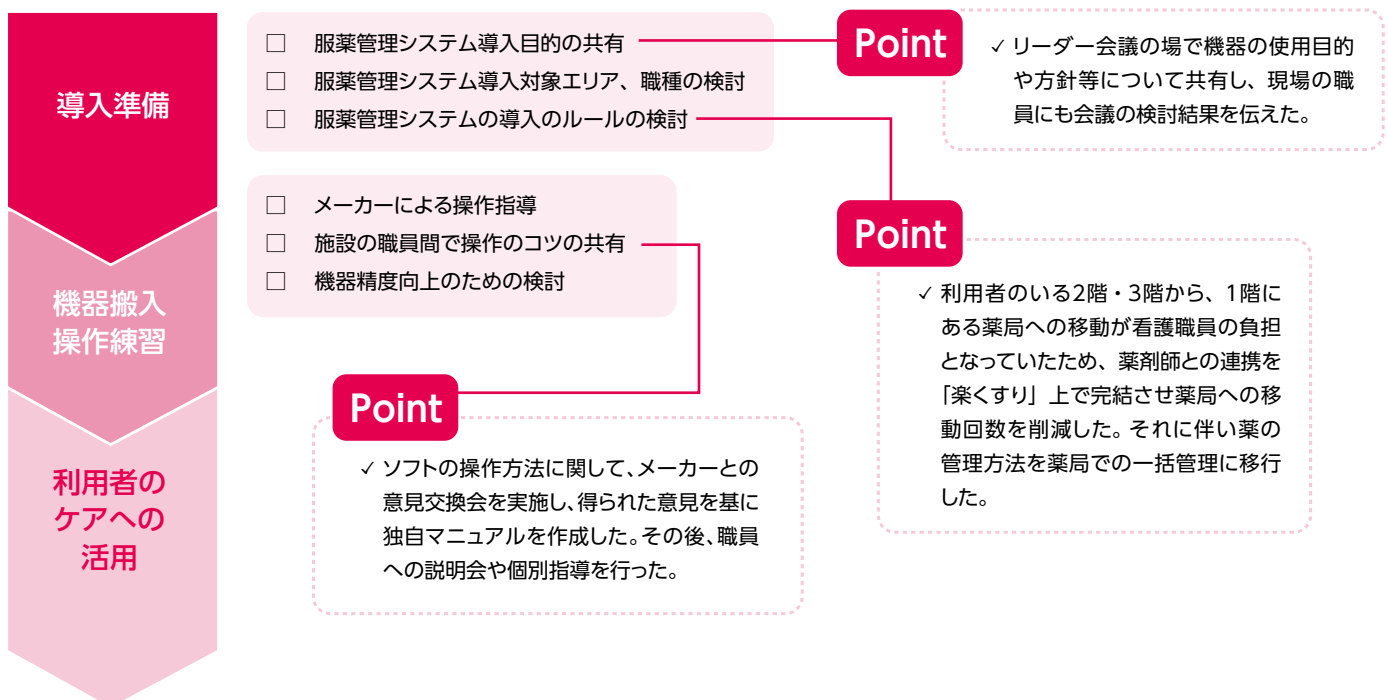 導入準備
□ 服薬管理システム導入目的の共有
□ 服薬管理システム導入対象エリア、職種の検討
□ 服薬管理システムの導入のルールの検討
Point
✓ リーダー会議の場で機器の使用目的
や方針等について共有し、現場の職
員にも会議の検討結果を伝えた。
Point
✓ 利用者のいる2階・3階から、1階に
ある薬局への移動が看護職員の負担
となっていたため、薬剤師との連携を
「楽くすり」上で完結させ薬局への移
動回数を削減した。それに伴い薬の
管理方法を薬局での一括管理に移行
した。
機器搬入
操作練習
□ メーカーによる操作指導
□ 施設の職員間で操作のコツの共有
□ 機器精度向上のための検討
Point
✓ ソフトの操作方法に関して、メーカーとの
意見交換会を実施し、得られた意見を基に
独自マニュアルを作成した。その後、職員
への説明会や個別指導を行った。
利用者の
ケアへの
活用